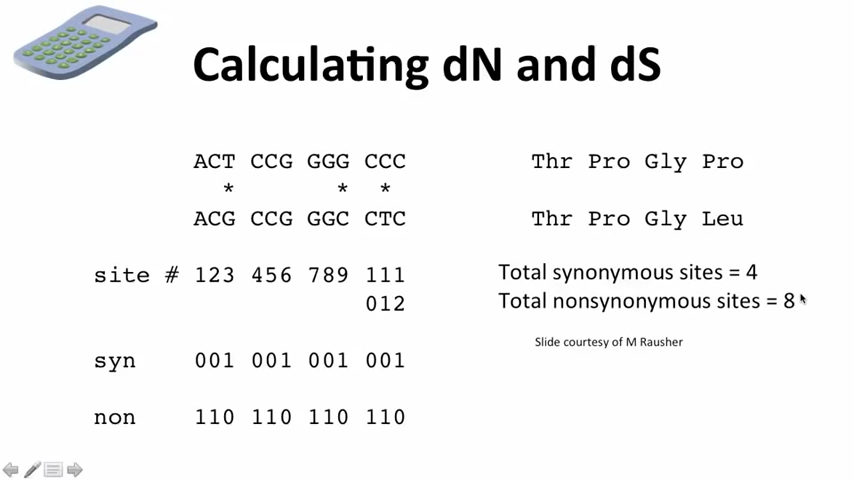 Calculating dN and dS
ACT CCG GGG CCC Thr Pro Gly Pro
* * *
ACG CCG GGC CTC Thr Pro Gly Leu
site # 123 456 789 111
012
Total synonymous sites = 4
Total nonsynonymous sites = 8
Slide courtesy of M Rausher
syn 001 001 001 001
non 110 110 110 110